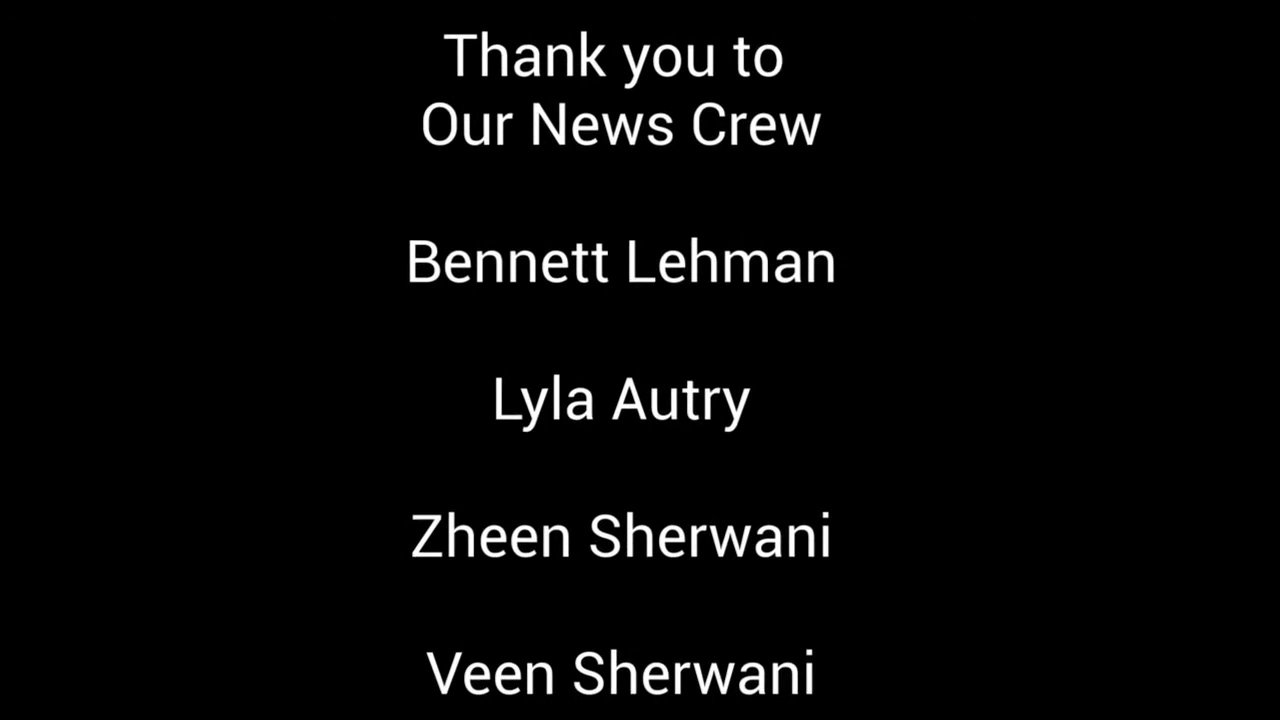 Thank you to
Our News Crew
Bennett Lehman
Lyla Autry
Zheen Sherwani
Veen Sherwani